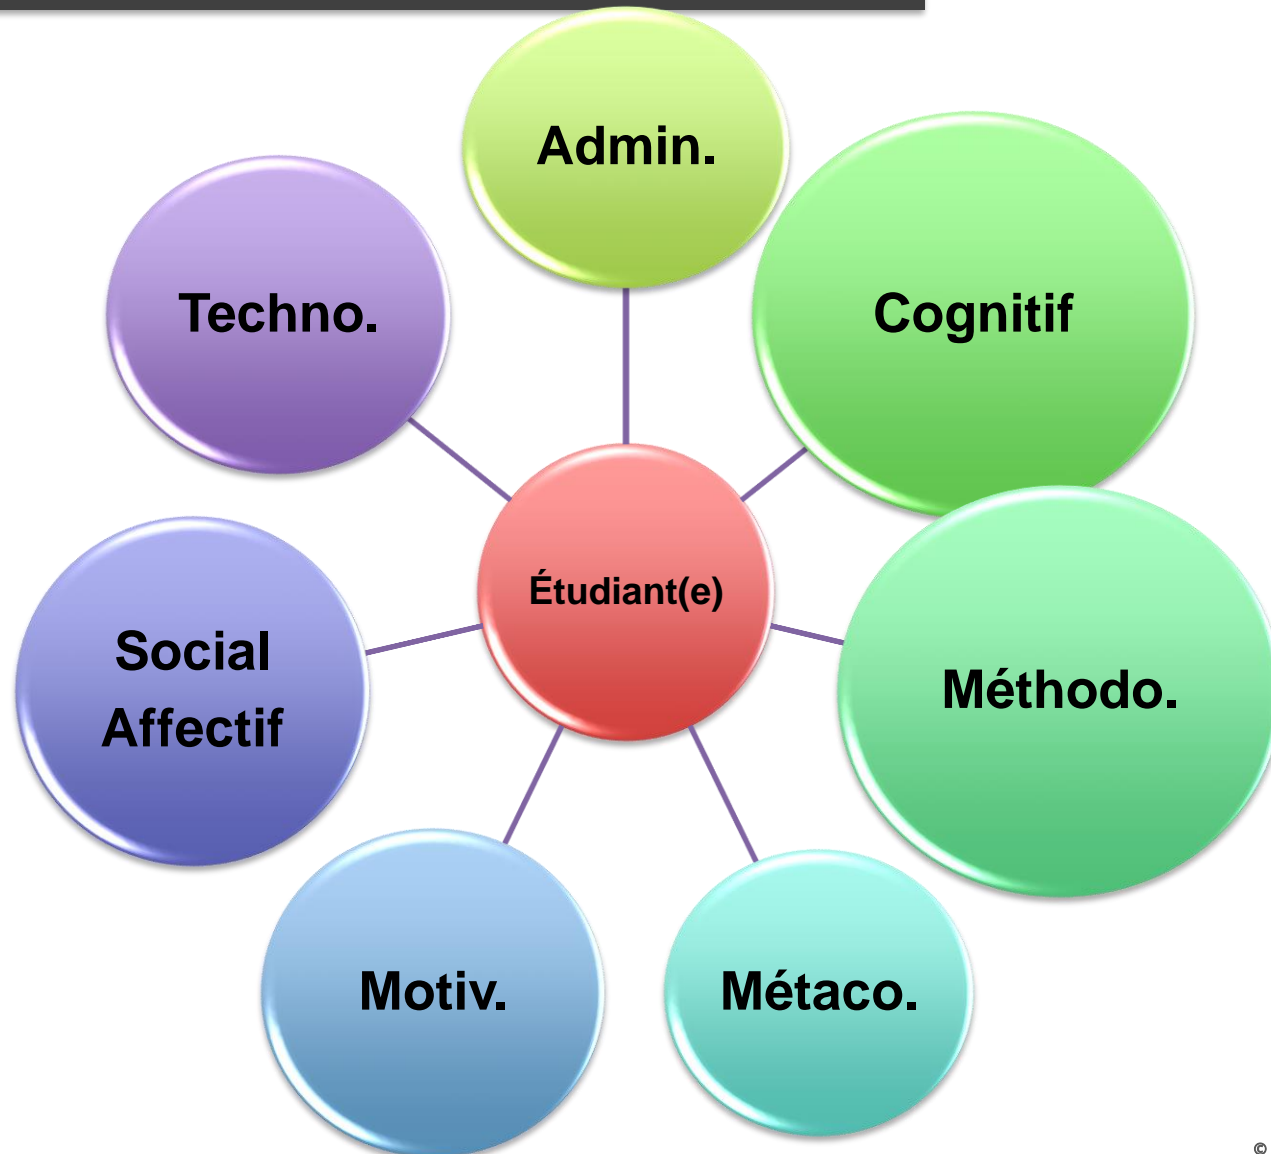 Admin.
Cognitif
Techno.
Étudiant(e)
Social
Affectif
Méthodo.
Motiv.
Métaco.
©